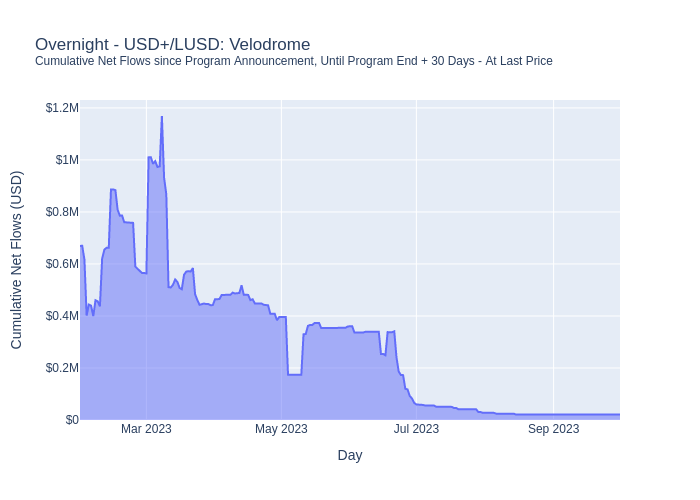 Overnight - USD+/LUSD: Velodrome
Cumulative Net Flows since Program Announcement, Until Program End + 30 Days - At Last Price
$1.2M
$1M
$0.8M
$0.6M
$0.4M
$0.2M
$0
Cumulative Net Flows (USD)
Mar 2023
May 2023
Jul 2023
Sep 2023
Day